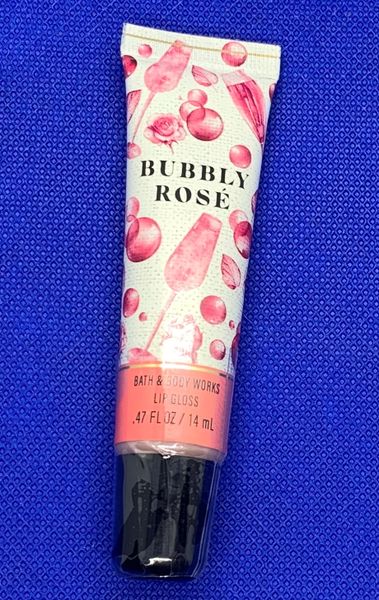 BUBBLY
ROSÉ
BATH & BODY WORKS
LIP GLOSS
.47 FL OZ / 14 mL